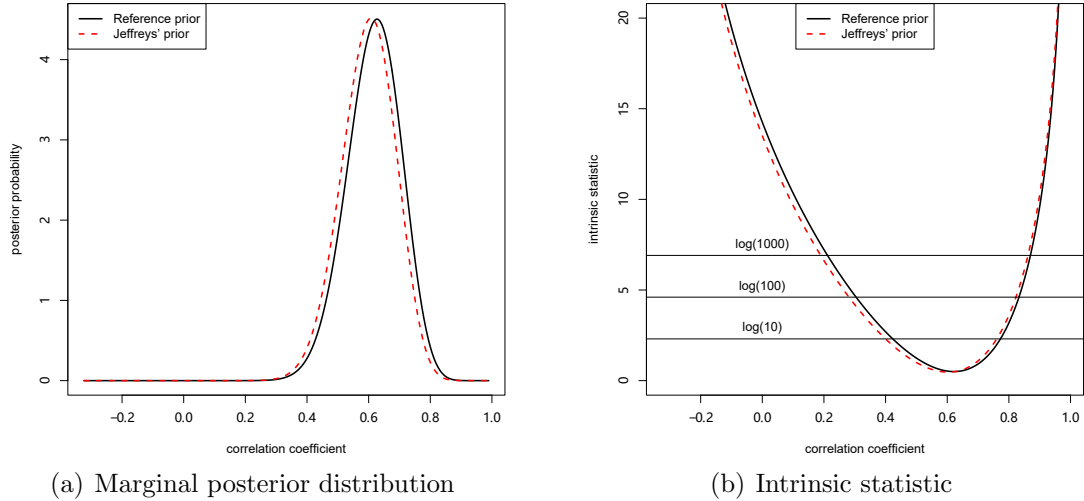 Reference prior
Jeffreys' prior
posterior probability
0 1 2 3 4
−0.2 0.0 0.2 0.4 0.6 0.8 1.0
correlation coefficient
(a) Marginal posterior distribution
Reference prior
Jeffreys' prior
intrinsic statistic
0 5 10 15 20
log(1000)
log(100)
log(10)
−0.2 0.0 0.2 0.4 0.6 0.8 1.0
correlation coefficient
(b) Intrinsic statistic